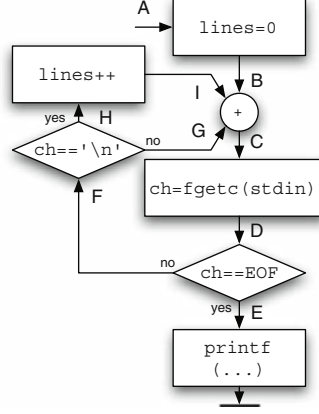 A
lines=0
lines++
B
I
+
yes
H
G
no
C
ch=='\n'
ch=fgetc(stdin)
F
D
no
ch==EOF
yes
E
printf
(...)